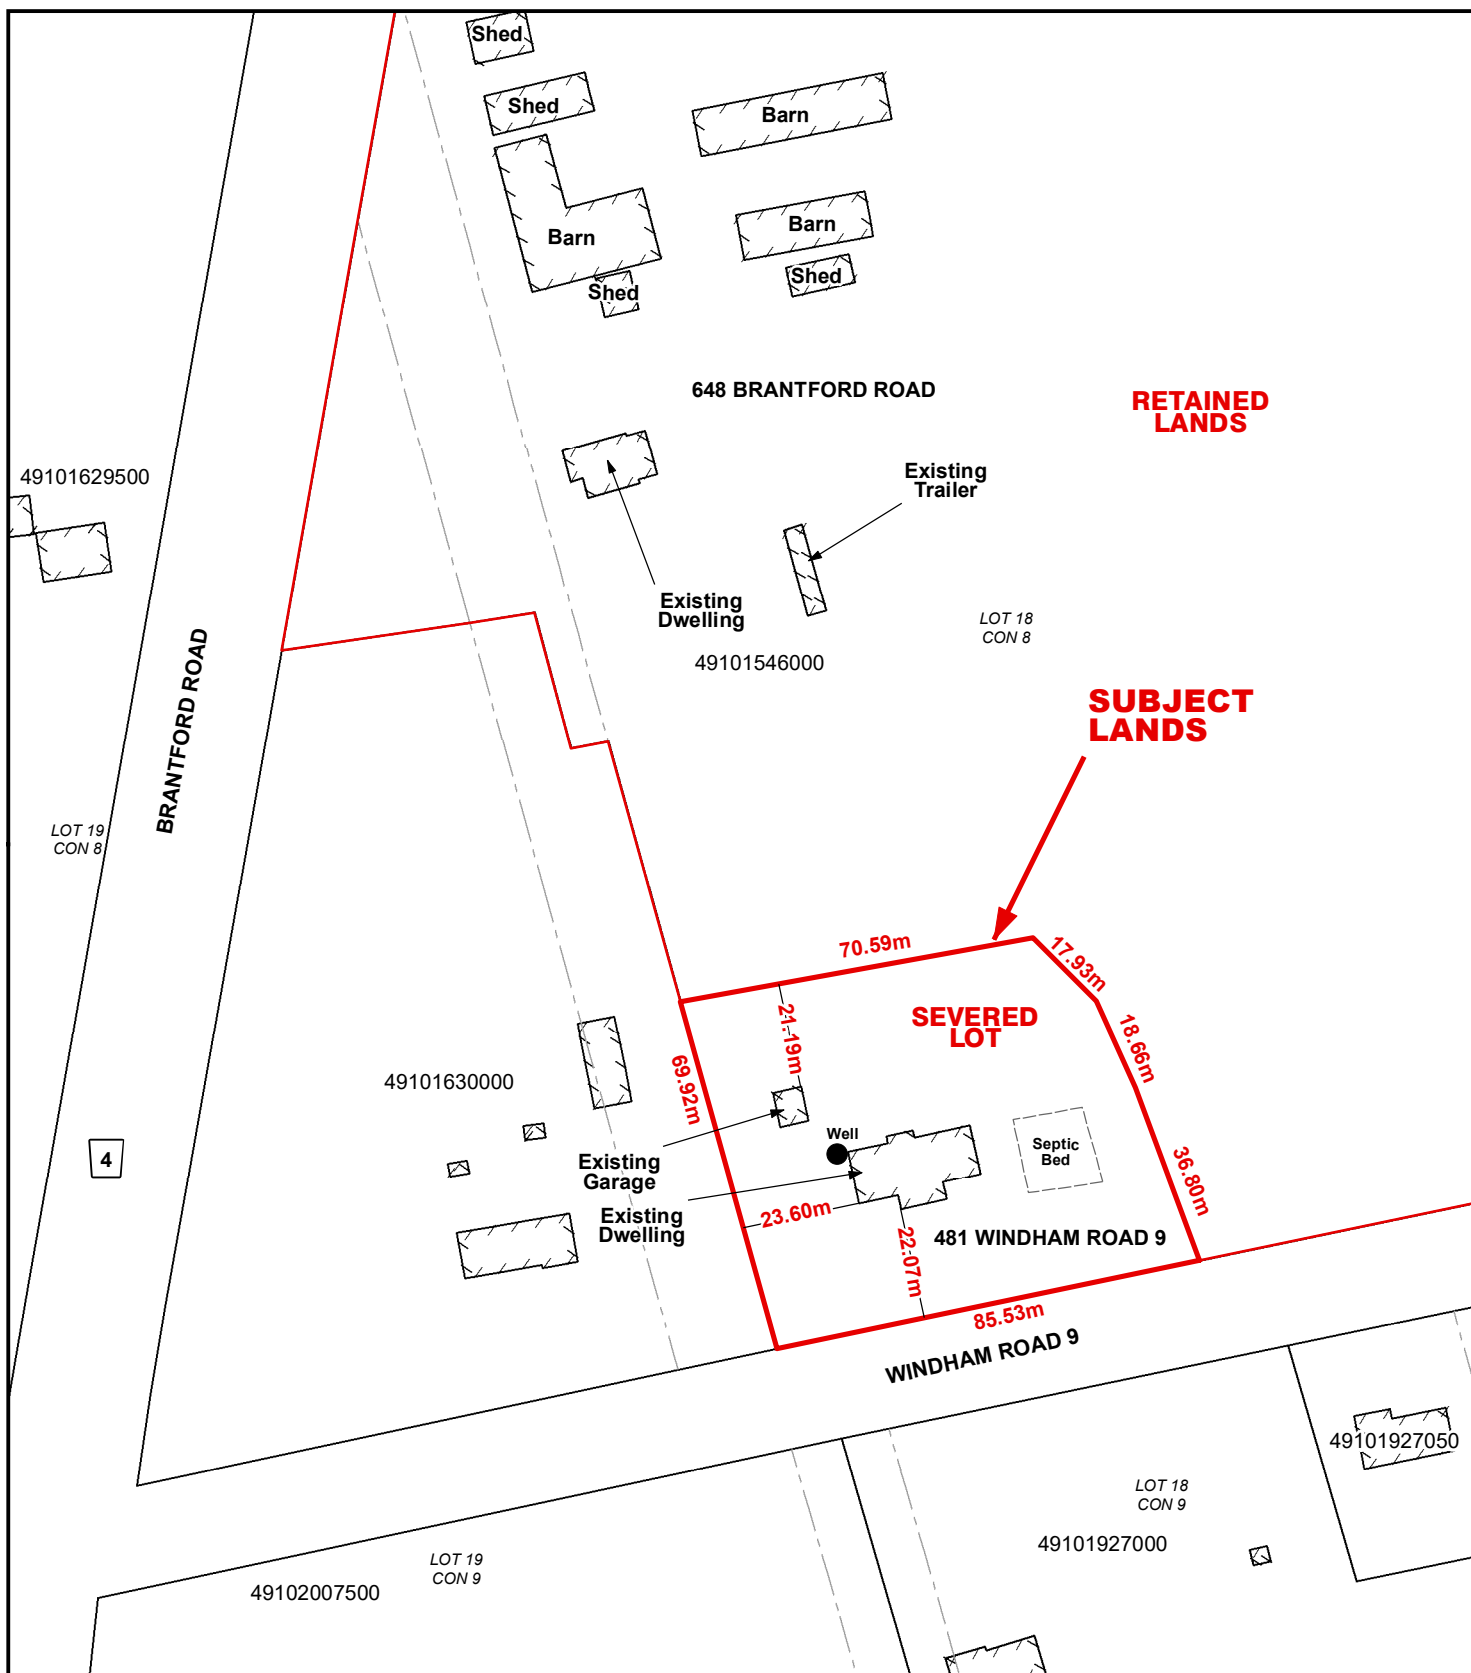 Shed
Shed
Barn
Barn
Barn
Shed
Shed
648 BRANTFORD ROAD
RETAINED
LANDS
49101629500
Existing
Trailer
Existing
Dwelling
LOT 18
CON 8
49101546000
BRANTFORD ROAD
SUBJECT
LANDS
LOT 19
CON 8
70.59m
17.93m
21.19m
SEVERED
LOT
18.66m
69.92m
49101630000
4
Well
Septic
Bed
Existing
Garage
36.80m
Existing
Dwelling
23.60m
22.07m
481 WINDHAM ROAD 9
85.53m
WINDHAM ROAD 9
49101927050
LOT 18
CON 9
49101927000
LOT 19
CON 9
49102007500